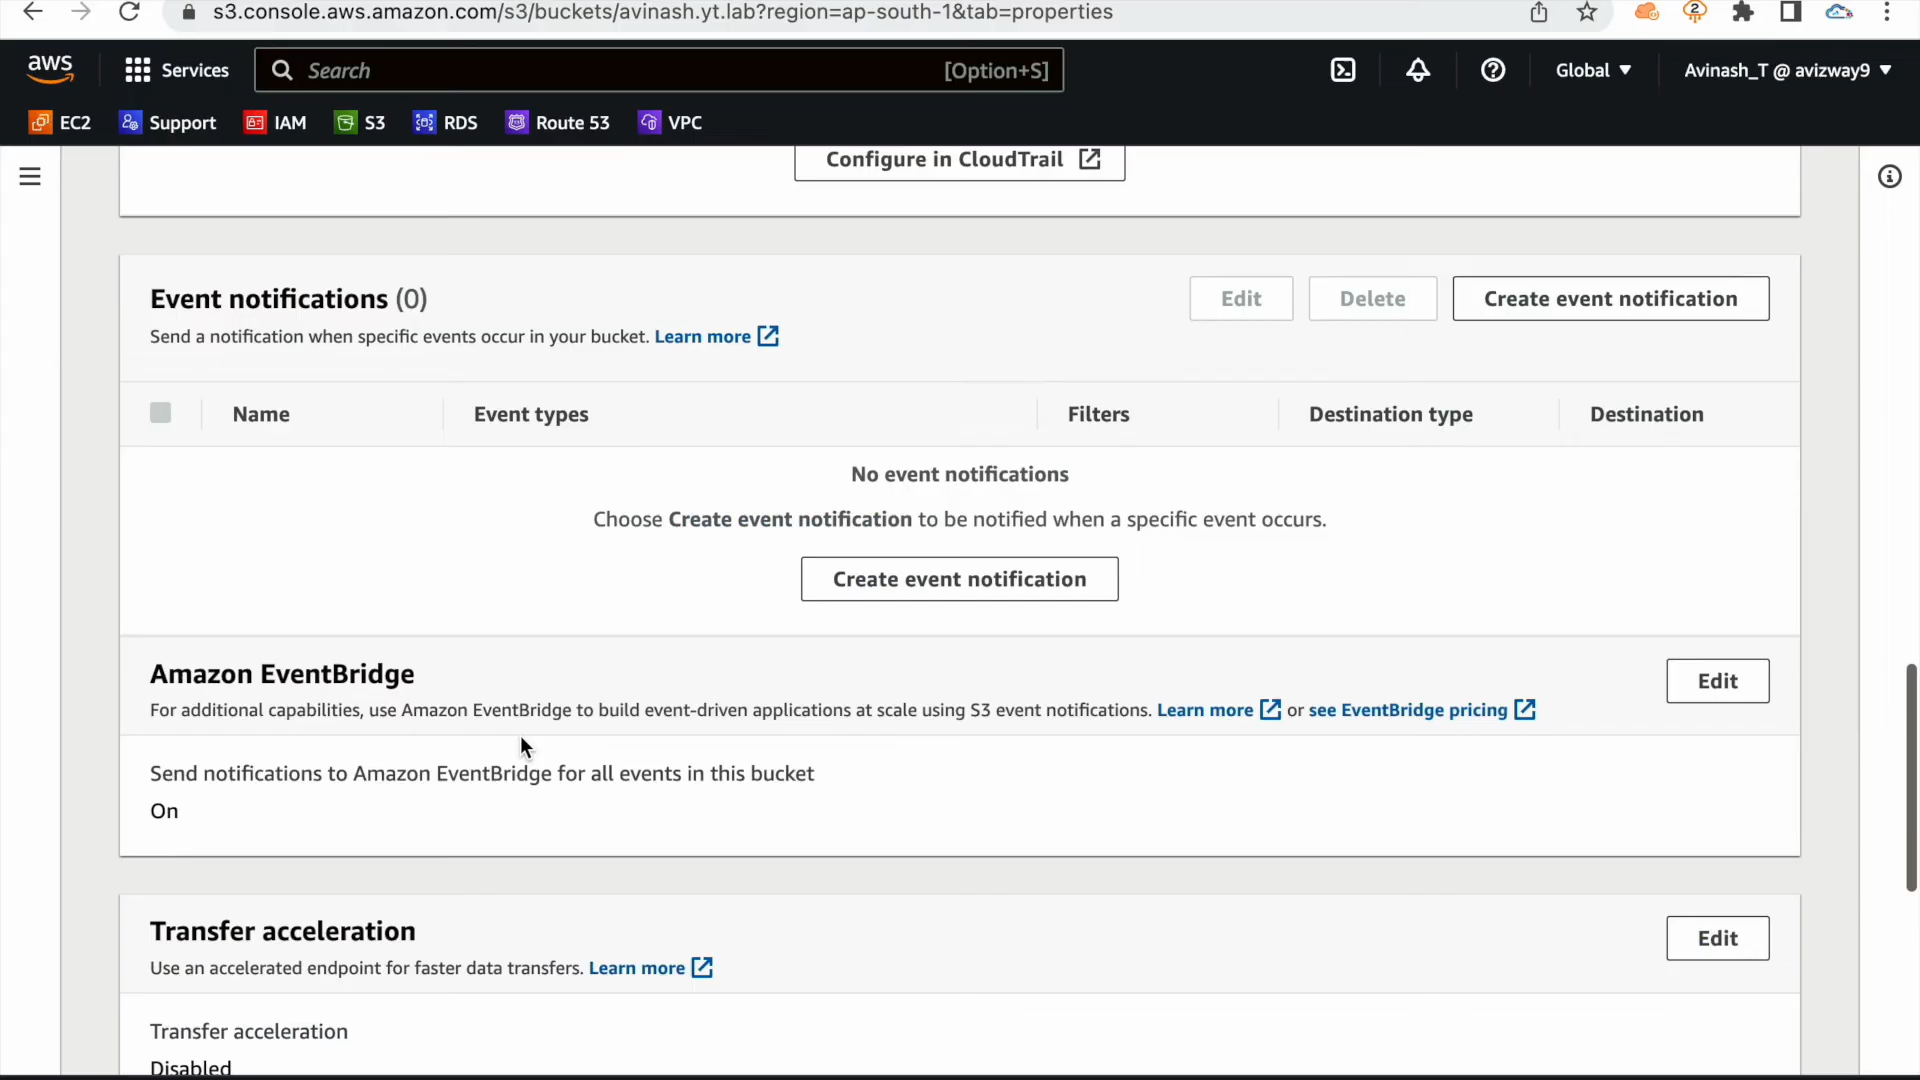 s3.console.aws.amazon.com/s3/buckets/avinash.yt.lab?region=ap-south-1&tab=properties
2
aws
Services
Search
[Option+S]
Global
Avinash_T @ avizway9
EC2
Support
IAM
S3
RDS
Route 53
VPC
Configure in CloudTrail
Event notifications (0)
Edit
Delete
Create event notification
Send a notification when specific events occur in your bucket. Learn more
Name
Event types
Filters
Destination type
Destination
No event notifications
Choose Create event notification to be notified when a specific event occurs.
Create event notification
Amazon EventBridge
Edit
For additional capabilities, use Amazon EventBridge to build event-driven applications at scale using S3 event notifications. Learn more or see EventBridge pricing
Send notifications to Amazon EventBridge for all events in this bucket
On
Transfer acceleration
Edit
Use an accelerated endpoint for faster data transfers. Learn more
Transfer acceleration
Disabled